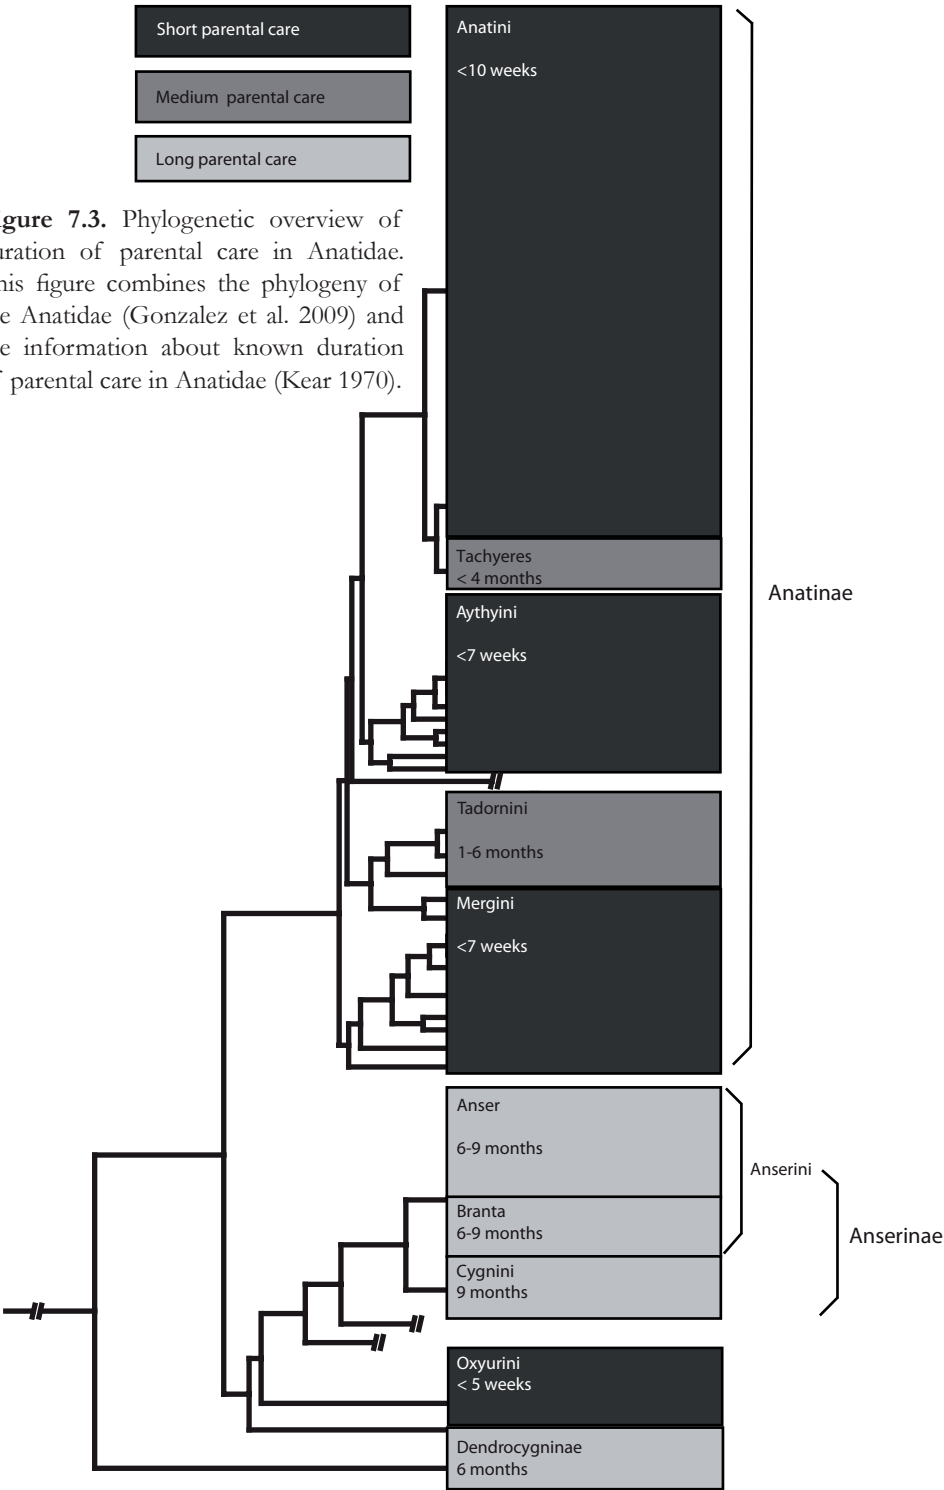 Short parental care
Medium parental care
Long parental care
gure 7.3. Phylogenetic overview of
uration of parental care in Anatidae.
his figure combines the phylogeny of
e Anatidae (Gonzalez et al. 2009) and
e information about known duration
f parental care in Anatidae (Kear 1970).
Anatini
<10 weeks
Tachyeres
< 4 months
Aythyini
<7 weeks
Tadornini
1-6 months
Mergini
<7 weeks
Anatinae
Anser
6-9 months
Branta
6-9 months
Cygnini
9 months
Anserini
Anserinae
Oxyurini
< 5 weeks
Dendrocygninae
6 months